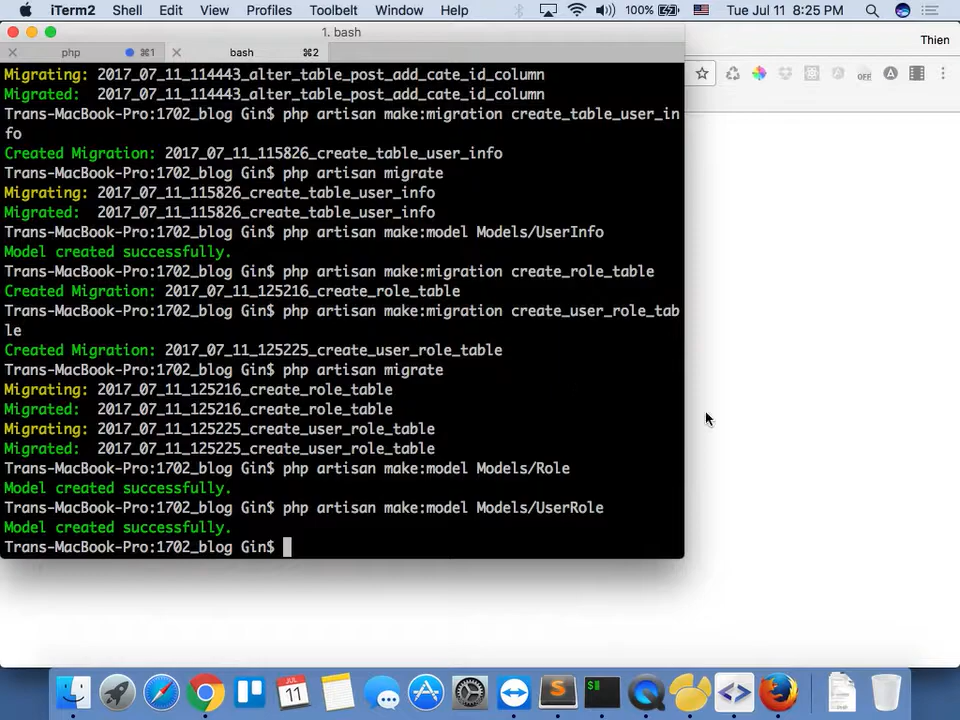 iTerm2 Shell Edit View Profiles Toolbelt Window Help 100% Tue Jul 11 8:25 PM
1. bash
php ⌘1 bash ⌘2
Thien
OFF
Migrating: 2017_07_11_114443_alter_table_post_add_cate_id_column
Migrated: 2017_07_11_114443_alter_table_post_add_cate_id_column
Trans-MacBook-Pro:1702_blog Gin$ php artisan make:migration create_table_user_in
fo
Created Migration: 2017_07_11_115826_create_table_user_info
Trans-MacBook-Pro:1702_blog Gin$ php artisan migrate
Migrating: 2017_07_11_115826_create_table_user_info
Migrated: 2017_07_11_115826_create_table_user_info
Trans-MacBook-Pro:1702_blog Gin$ php artisan make:model Models/UserInfo
Model created successfully.
Trans-MacBook-Pro:1702_blog Gin$ php artisan make:migration create_role_table
Created Migration: 2017_07_11_125216_create_role_table
Trans-MacBook-Pro:1702_blog Gin$ php artisan make:migration create_user_role_tab
le
Created Migration: 2017_07_11_125225_create_user_role_table
Trans-MacBook-Pro:1702_blog Gin$ php artisan migrate
Migrating: 2017_07_11_125216_create_role_table
Migrated: 2017_07_11_125216_create_role_table
Migrating: 2017_07_11_125225_create_user_role_table
Migrated: 2017_07_11_125225_create_user_role_table
Trans-MacBook-Pro:1702_blog Gin$ php artisan make:model Models/Role
Model created successfully.
Trans-MacBook-Pro:1702_blog Gin$ php artisan make:model Models/UserRole
Model created successfully.
Trans-MacBook-Pro:1702_blog Gin$
JUL
11